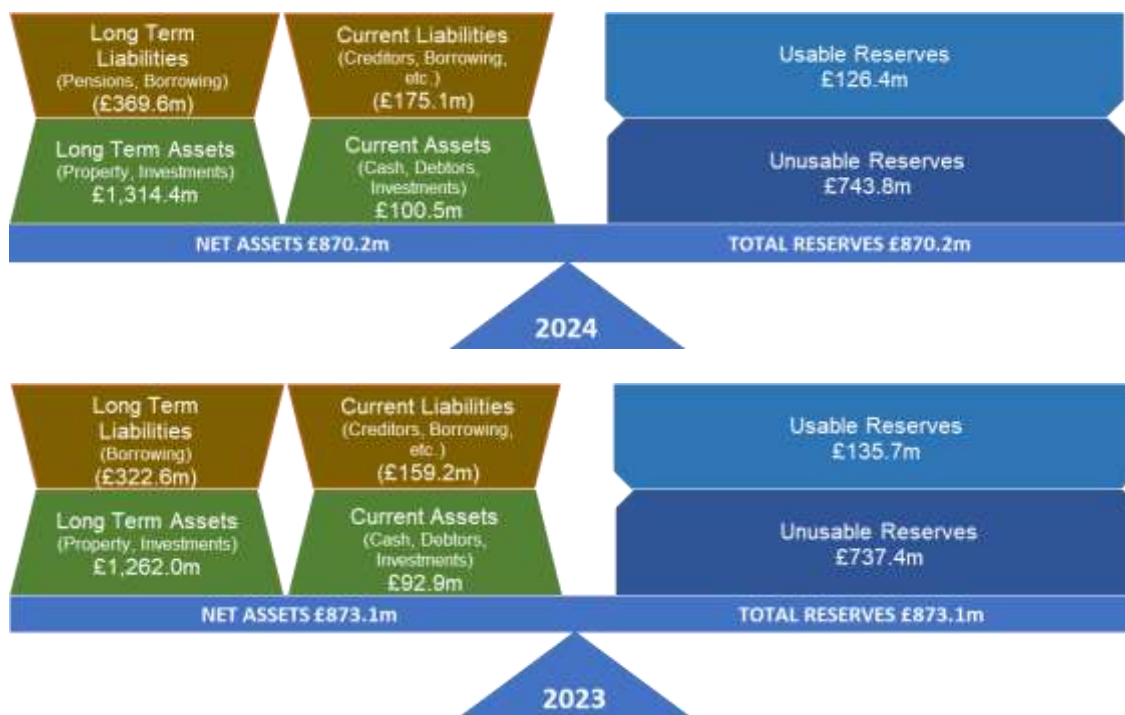 Long Term
Liabilities
(Pensions, Borrowing)
(£369.6m)
Current Liabilities
(Creditors, Borrowing,
etc.)
(£175.1m)
Usable Reserves
£126.4m
Long Term Assets
(Property, Investments)
£1,314.4m
Current Assets
(Cash, Debtors,
Investments)
£100.5m
Unusable Reserves
£743.8m
NET ASSETS £870.2m
TOTAL RESERVES £870.2m
2024
Long Term
Liabilities
(Borrowing)
(£322.6m)
Current Liabilities
(Creditors, Borrowing,
etc.)
(£159.2m)
Usable Reserves
£135.7m
Long Term Assets
(Property, Investments)
£1,262.0m
Current Assets
(Cash, Debtors,
Investments)
£92.9m
Unusable Reserves
£737.4m
NET ASSETS £873.1m
TOTAL RESERVES £873.1m
2023